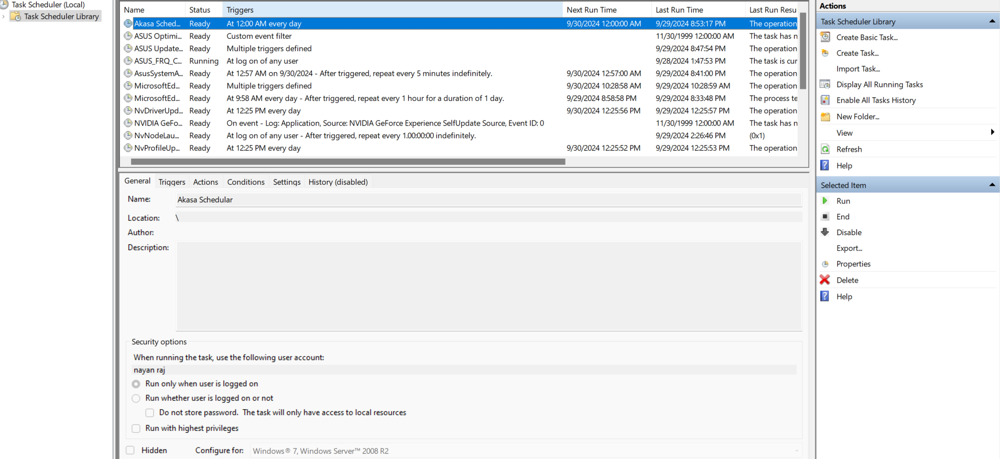 Task Scheduler (Local)
Task Scheduler Library
Name Status Triggers Next Run Time Last Run Time Last Run Resu
Akasa Sched... Ready At 12:00 AM every day 9/30/2024 12:00:00 AM 9/29/2024 8:53:17 PM The operation
ASUS Optimi... Ready Custom event filter 11/30/1999 12:00:00 AM The task has n
ASUS Update... Ready Multiple triggers defined 9/29/2024 8:47:54 PM The operation
ASUS_FRQ_C... Running At log on of any user 9/28/2024 1:47:53 PM The task is cur
AsusSystemA... Ready At 12:57 AM on 9/30/2024 - After triggered, repeat every 5 minutes indefinitely. 9/30/2024 12:57:00 AM 9/29/2024 8:41:00 PM The operation
MicrosoftEd... Ready Multiple triggers defined 9/30/2024 10:28:58 AM 9/29/2024 10:28:59 AM The operation
MicrosoftEd... Ready At 9:58 AM every day - After triggered, repeat every 1 hour for a duration of 1 day. 9/29/2024 8:58:58 PM 9/29/2024 8:33:48 PM The process te
NvDriverUpd... Ready At 12:25 PM every day 9/30/2024 12:25:56 PM 9/29/2024 12:25:57 PM The operation
NVIDIA GeFo... Ready On event - Log: Application, Source: NVIDIA GeForce Experience SelfUpdate Source, Event ID: 0 11/30/1999 12:00:00 AM The task has n
NvNodeLau... Ready At log on of any user - After triggered, repeat every 1.00:00:00 indefinitely. 9/29/2024 2:26:46 PM (0x1)
NvProfileUp... Ready At 12:25 PM every day 9/30/2024 12:25:52 PM 9/29/2024 12:25:53 PM The operation
General Triggers Actions Conditions Settings History (disabled)
Name: Akasa Schedular
Location: \
Author:
Description:
Security options
When running the task, use the following user account:
nayan raj
Run only when user is logged on
Run whether user is logged on or not
Do not store password. The task will only have access to local resources
Run with highest privileges
Hidden Configure for: Windows® 7, Windows Server™ 2008 R2
Actions
Task Scheduler Library
Create Basic Task...
Create Task...
Import Task...
Display All Running Tasks
Enable All Tasks History
New Folder...
View
Refresh
Help
Selected Item
Run
End
Disable
Export...
Properties
Delete
Help